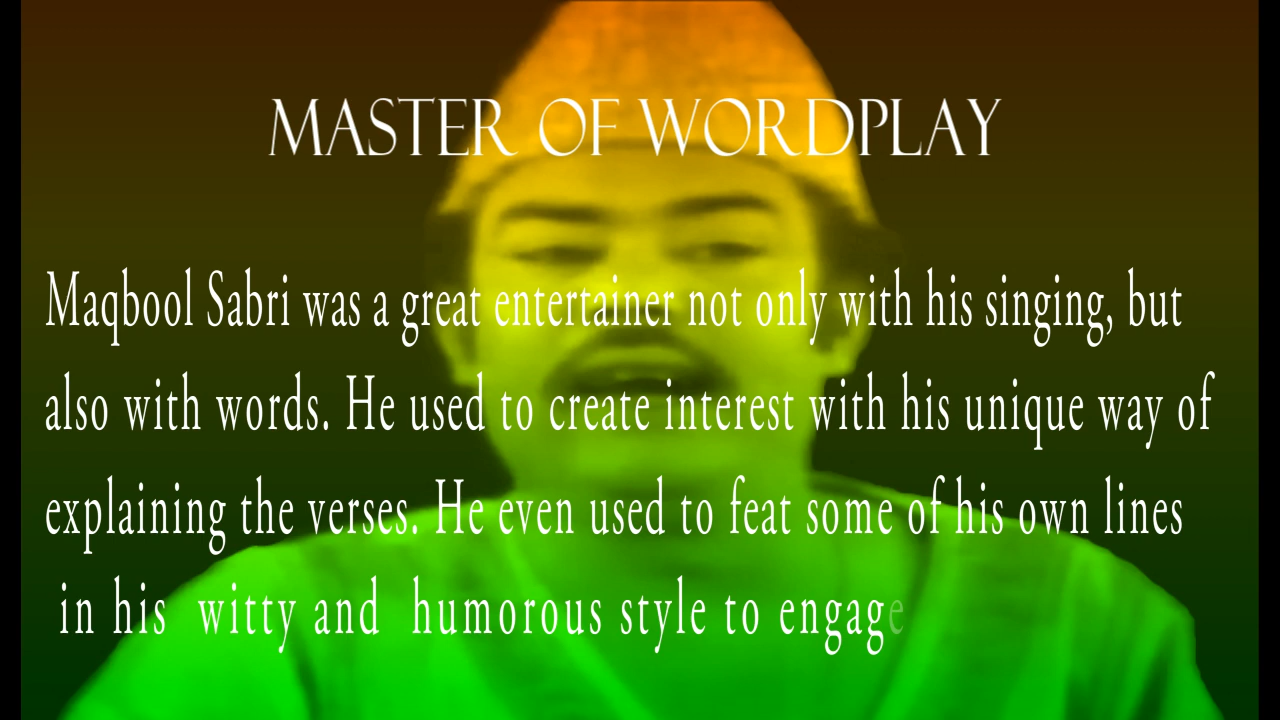 MASTER OF WORDPLAY
Maqbool Sabri was a great entertainer not only with his singing, but
also with words. He used to create interest with his unique way of
explaining the verses. He even used to feat some of his own lines
in his witty and humorous style to engage